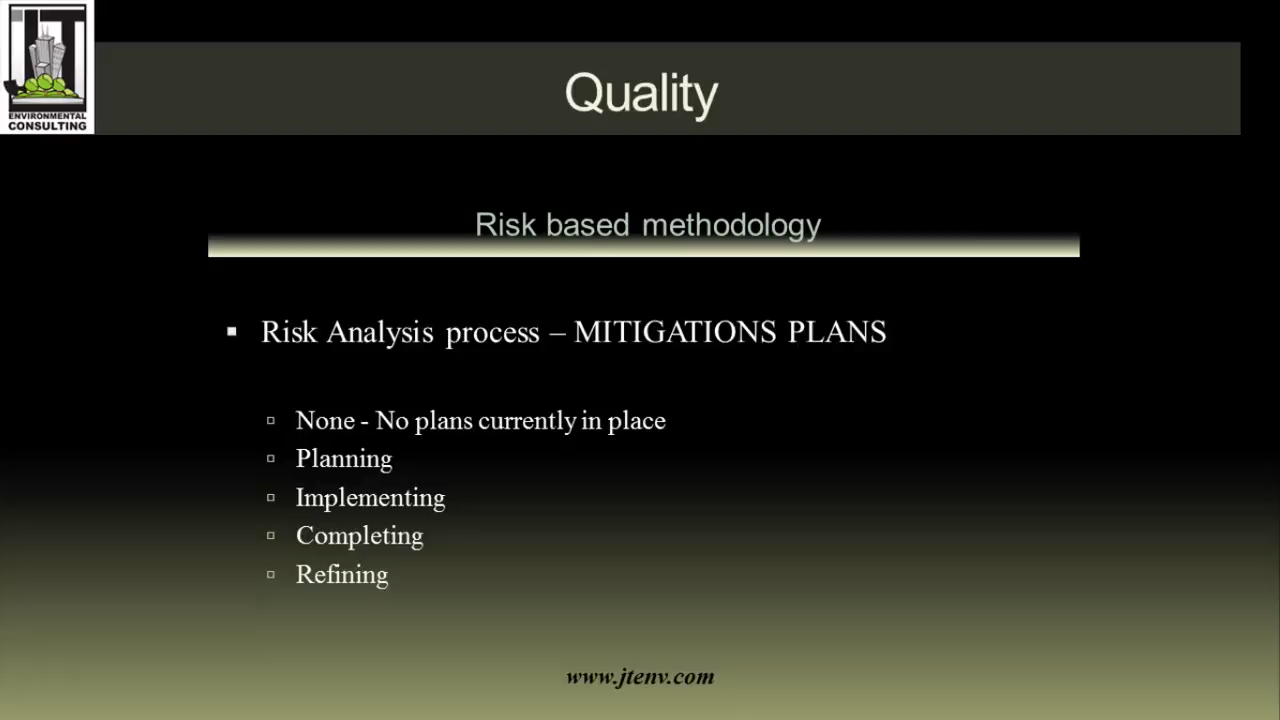 JT
ENVIRONMENTAL
CONSULTING
Quality
Risk based methodology
Risk Analysis process – MITIGATIONS PLANS
None - No plans currently in place
Planning
Implementing
Completing
Refining
www.jtenv.com